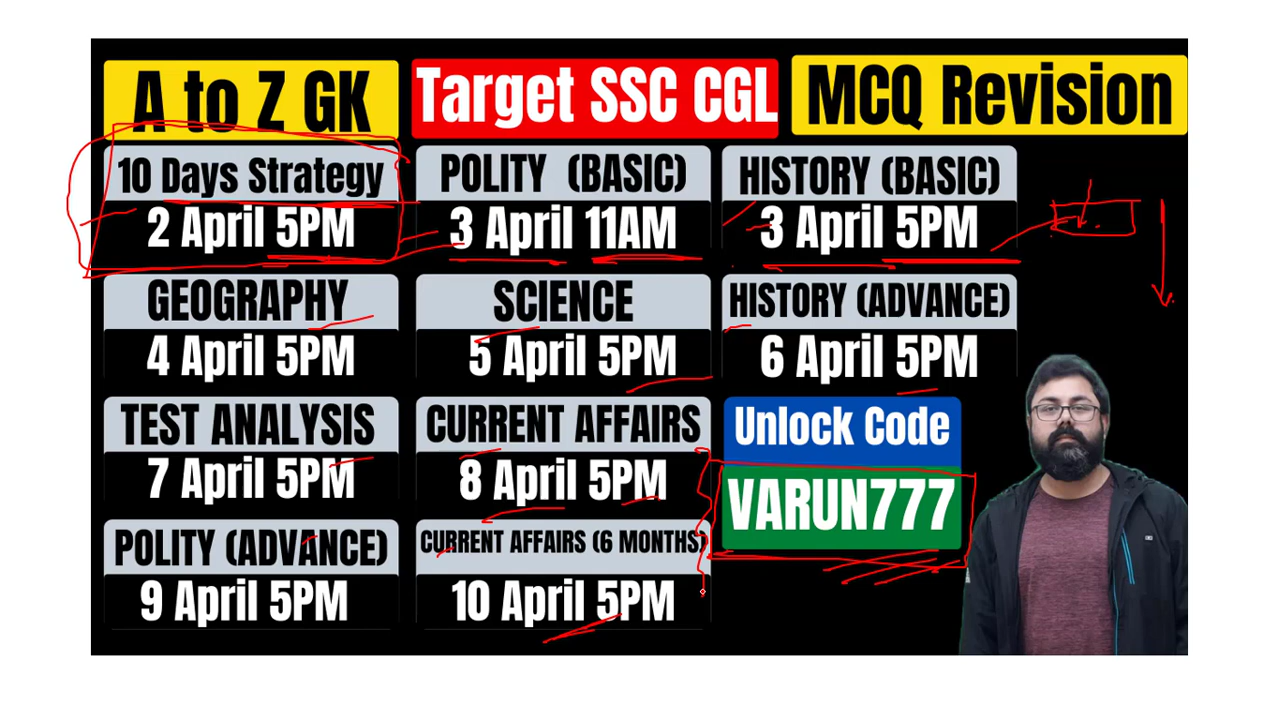 A to Z GK
Target SSC CGL
MCQ Revision
10 Days Strategy
2 April 5PM
POLITY (BASIC)
3 April 11AM
HISTORY (BASIC)
3 April 5PM
GEOGRAPHY
4 April 5PM
SCIENCE
5 April 5PM
HISTORY (ADVANCE)
6 April 5PM
TEST ANALYSIS
7 April 5PM
CURRENT AFFAIRS
8 April 5PM
Unlock Code
VARUN777
POLITY (ADVANCE)
9 April 5PM
CURRENT AFFAIRS (6 MONTHS)
10 April 5PM